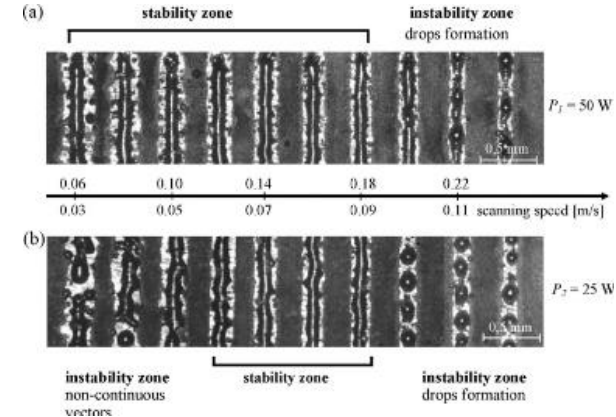 (a)
stability zone
instability zone
drops formation
P₁ = 50 W
0,5 mm
0.06 0.10 0.14 0.18 0.22
0.03 0.05 0.07 0.09 0.11 scanning speed [m/s]
(b)
P₂ = 25 W
0,5 mm
instability zone
non-continuous
vectors
stability zone
instability zone
drops formation